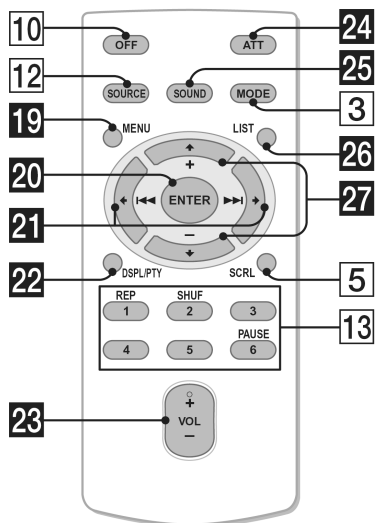 10 OFF ATT 24
12 SOURCE SOUND MODE 25
3
19 MENU LIST 26
20 + ENTER 27
21
−
22 DSPL/PTY SCRL 5
REP SHUF
1 2 3 13
PAUSE
4 5 6
23 + VOL −